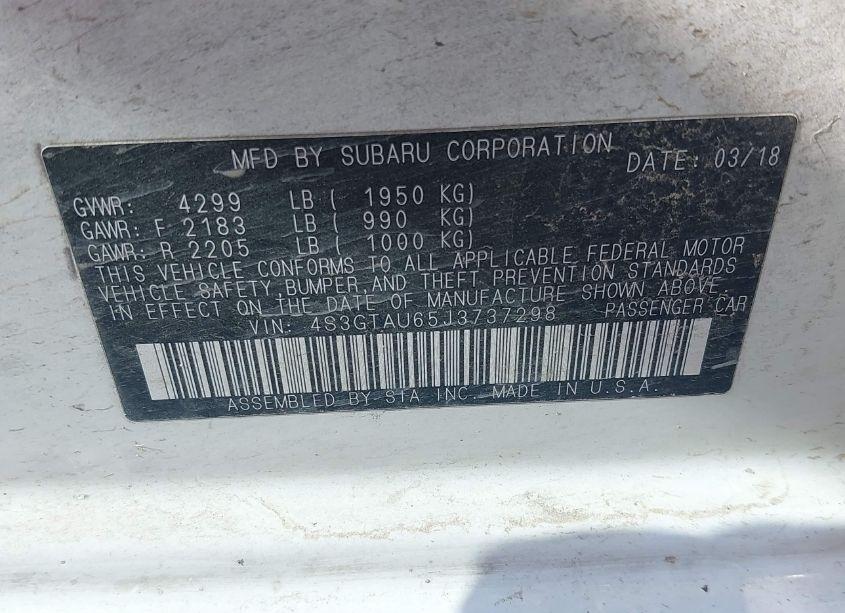 MFD BY SUBARU CORPORATION DATE: 03/18
GVWR: 4299 LB ( 1950 KG)
GAWR: F 2183 LB ( 990 KG)
GAWR: R 2205 LB ( 1000 KG)
THIS VEHICLE CONFORMS TO ALL APPLICABLE FEDERAL MOTOR
VEHICLE SAFETY, BUMPER, AND THEFT PREVENTION STANDARDS
IN EFFECT ON THE DATE OF MANUFACTURE SHOWN ABOVE.
VIN: 4S3GTAU65J3737298 PASSENGER CAR
ASSEMBLED BY SIA INC. MADE IN U.S.A.